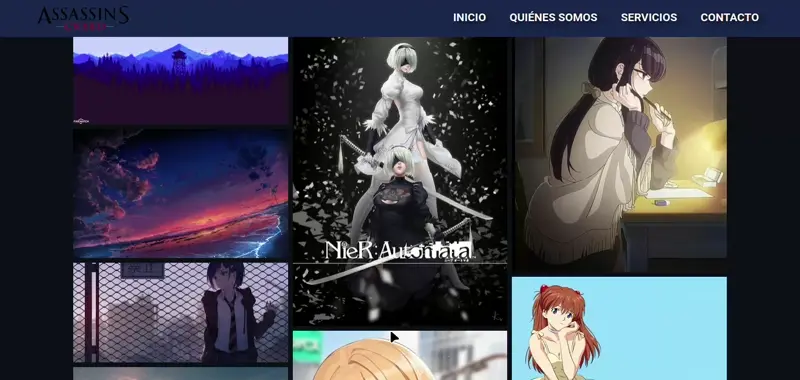 ASSASSINS
INICIO
QUIÉNES SOMOS
SERVICIOS
CONTACTO
NieR:Automata